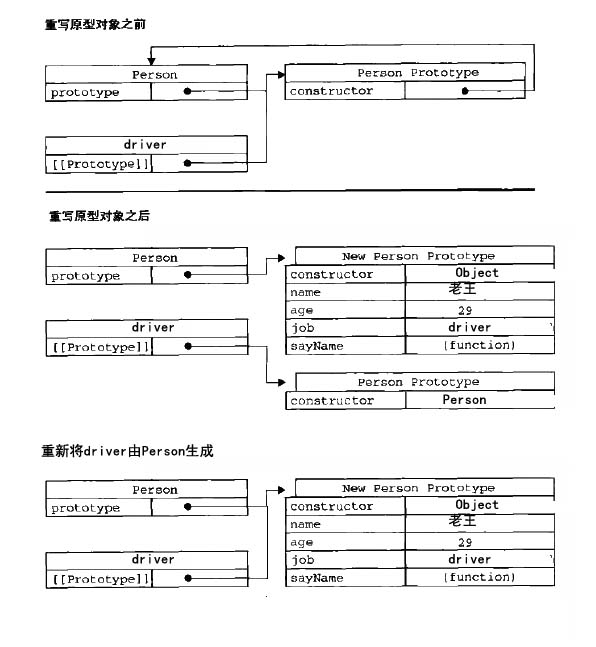 重写原型对象之前
Person
Person Prototype
prototype
constructor
driver
[[Prototype]]
重写原型对象之后
Person
New Person Prototype
prototype
constructor Object
name 老王
age 29
driver
job driver
[[Prototype]]
sayName (function)
Person Prototype
constructor Person
重新将driver由Person生成
Person
New Person Prototype
prototype
constructor Object
name 老王
age 29
driver
job driver
[[Prototype]]
sayName (function)